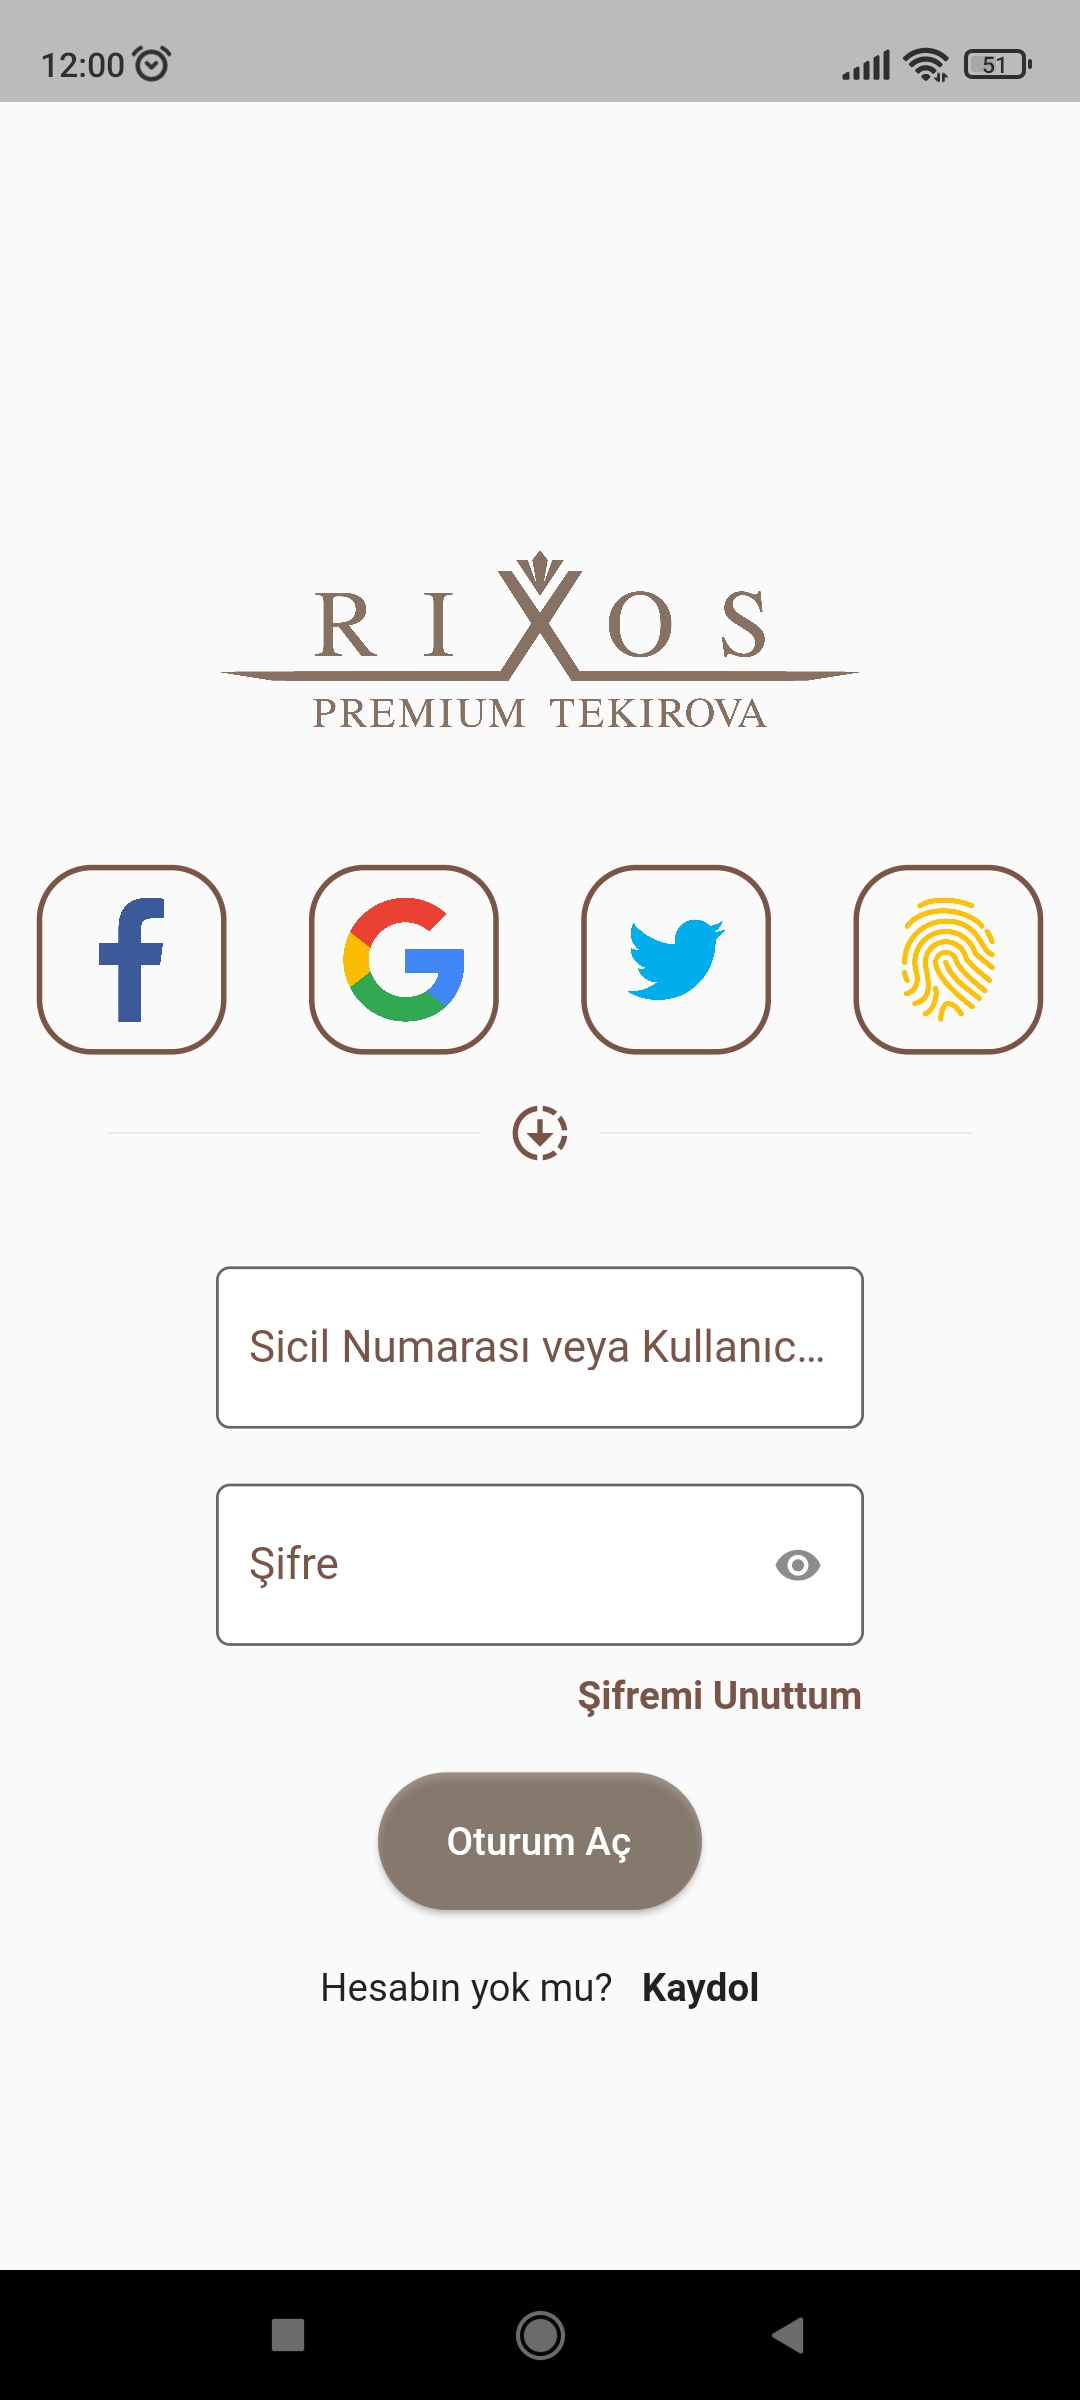 12:00
51
RIXOS
PREMIUM TEKIROVA
Sicil Numarası veya Kullanıc...
Şifre
Şifremi Unuttum
Oturum Aç
Hesabın yok mu? Kaydol